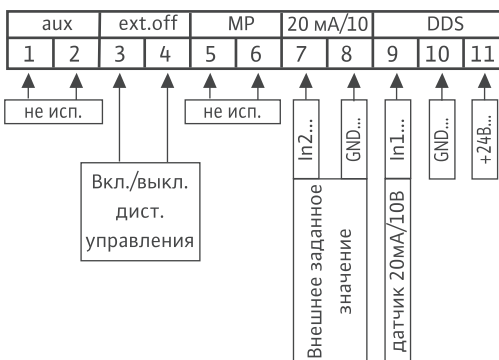 aux ext.off MP 20 мА/10 DDS
1 2 3 4 5 6 7 8 9 10 11
не исп. не исп. In2... GND... In1... GND... +24В...
Вкл./выкл.
дист.
управления
Внешнее заданное
значение
датчик 20мА/10В